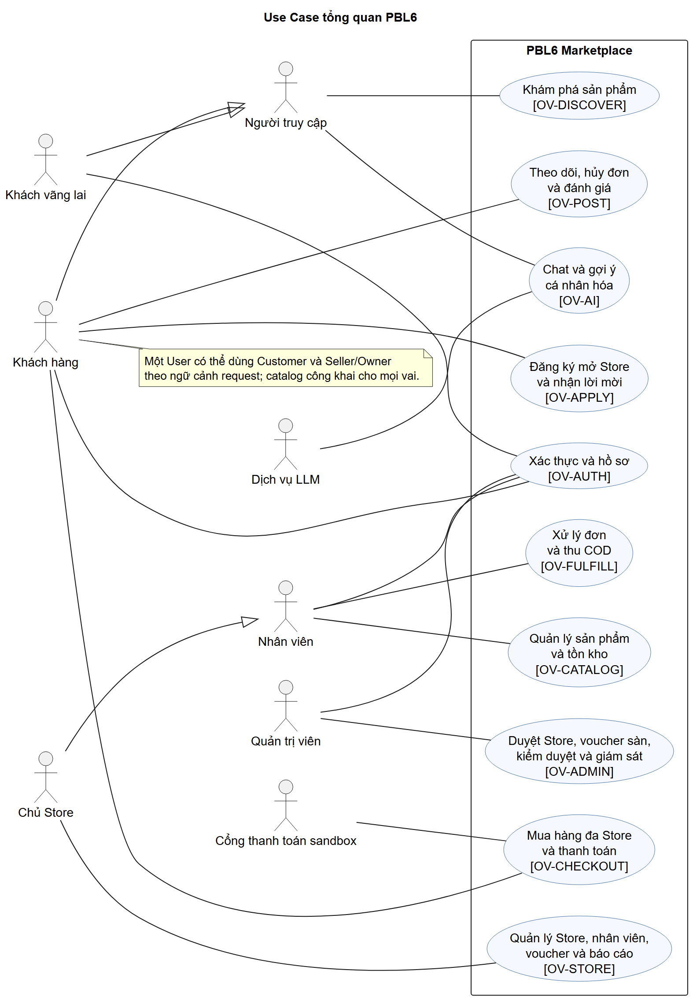 Use Case tổng quan PBL6
PBL6 Marketplace
Khám phá sản phẩm
[OV-DISCOVER]
Người truy cập
Theo dõi, hủy đơn
và đánh giá
[OV-POST]
Khách vãng lai
Chat và gợi ý
cá nhân hóa
[OV-AI]
Khách hàng
Một User có thể dùng Customer và Seller/Owner
theo ngữ cảnh request; catalog công khai cho mọi vai.
Đăng ký mở Store
và nhận lời mời
[OV-APPLY]
Dịch vụ LLM
Xác thực và hồ sơ
[OV-AUTH]
Xử lý đơn
và thu COD
[OV-FULFILL]
Nhân viên
Quản lý sản phẩm
và tồn kho
[OV-CATALOG]
Quản trị viên
Duyệt Store, voucher sàn,
kiểm duyệt và giám sát
[OV-ADMIN]
Chủ Store
Cổng thanh toán sandbox
Mua hàng đa Store
và thanh toán
[OV-CHECKOUT]
Quản lý Store, nhân viên,
voucher và báo cáo
[OV-STORE]